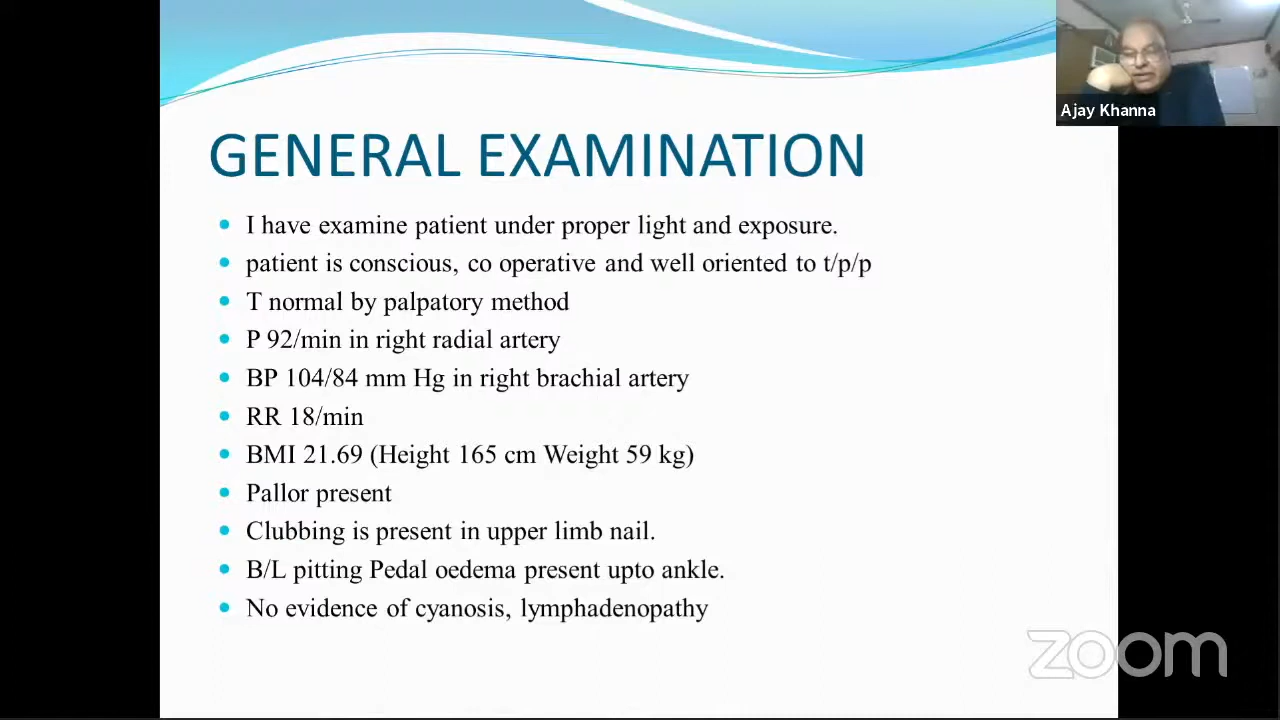 Ajay Khanna
GENERAL EXAMINATION
I have examine patient under proper light and exposure.
patient is conscious, co operative and well oriented to t/p/p
T normal by palpatory method
P 92/min in right radial artery
BP 104/84 mm Hg in right brachial artery
RR 18/min
BMI 21.69 (Height 165 cm Weight 59 kg)
Pallor present
Clubbing is present in upper limb nail.
B/L pitting Pedal oedema present upto ankle.
No evidence of cyanosis, lymphadenopathy
zoom